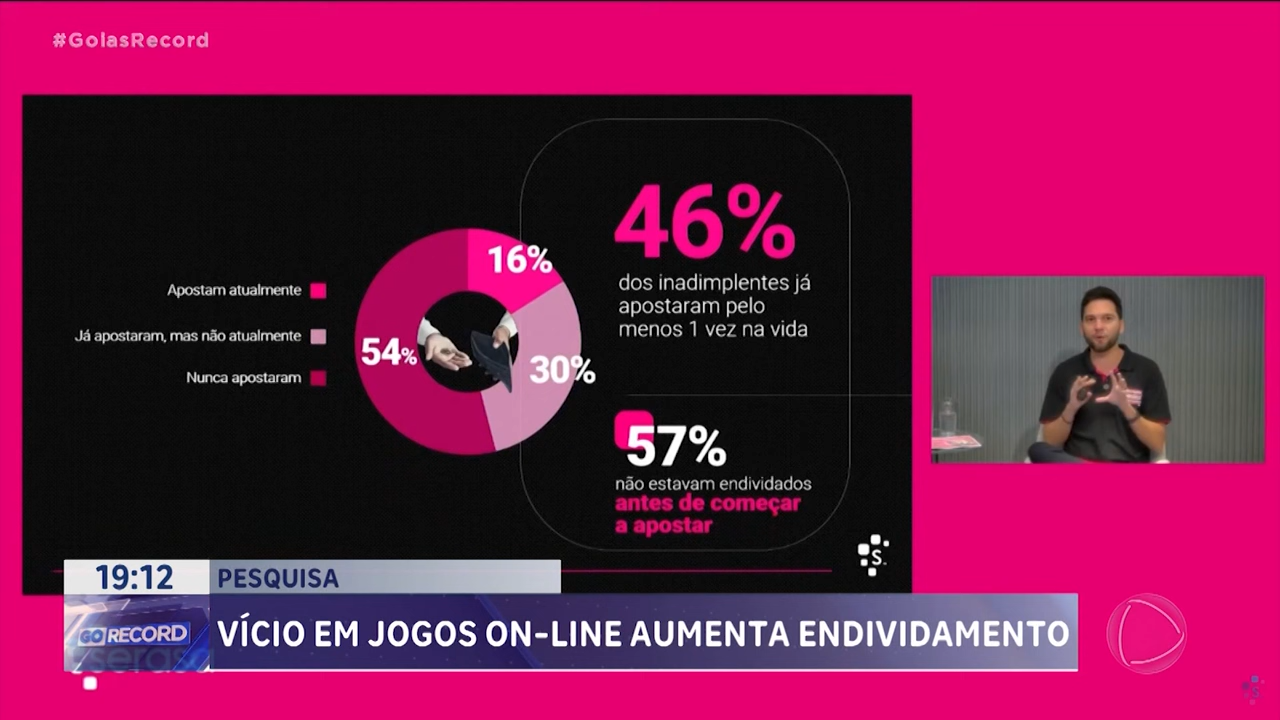 #GoIasRecord
46%
dos inadimplentes já
apostaram pelo
menos 1 vez na vida
16%
Apostam atualmente
Já apostaram, mas não atualmente
54%
30%
Nunca apostaram
57%
não estavam endividados
antes de começar
a apostar
S
19:12
PESQUISA
GO RECORD
VÍCIO EM JOGOS ON-LINE AUMENTA ENDIVIDAMENTO
serasa